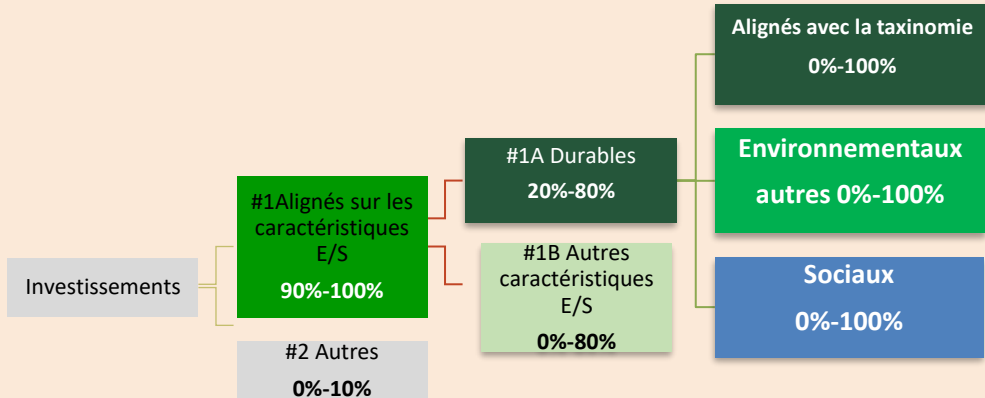 Investissements
#1Alignés sur les
caractéristiques
E/S
90%-100%
#2 Autres
0%-10%
#1A Durables
20%-80%
#1B Autres
caractéristiques
E/S
0%-80%
Alignés avec la taxinomie
0%-100%
Environnementaux
autres 0%-100%
Sociaux
0%-100%